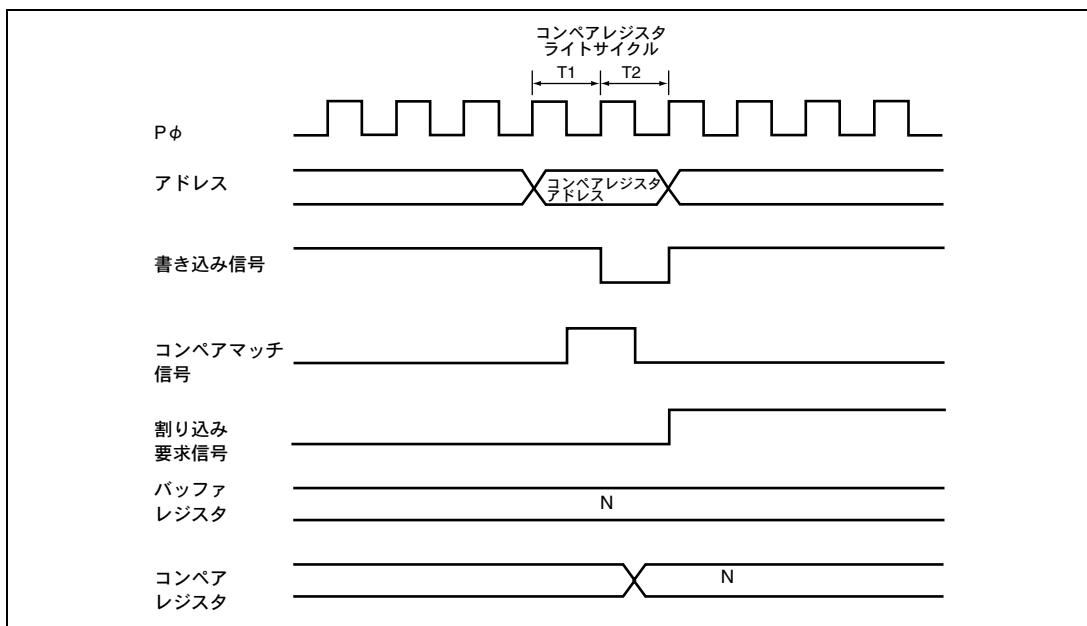 コンペアレジスタ
ライトサイクル
T1 T2
Pφ
アドレス
コンペアレジスタ
アドレス
書き込み信号
コンペアマッチ
信号
割り込み
要求信号
バッファ
レジスタ
N
コンペア
レジスタ
N